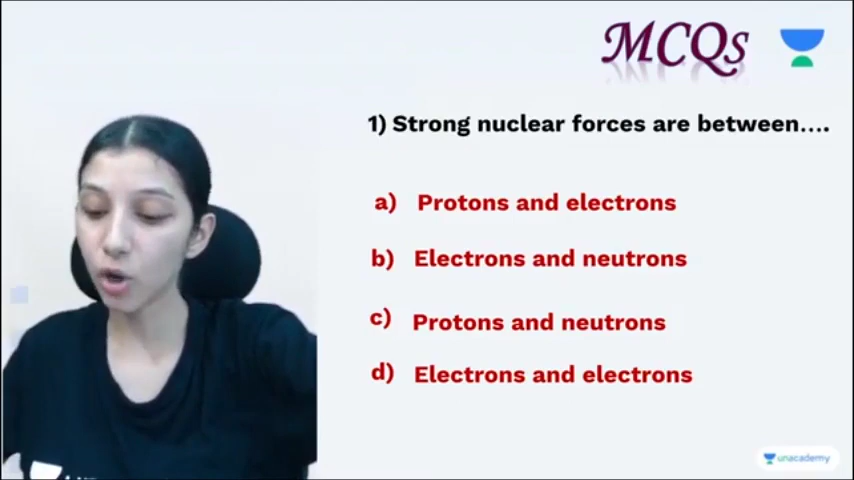 MCQs
1) Strong nuclear forces are between....
a) Protons and electrons
b) Electrons and neutrons
c) Protons and neutrons
d) Electrons and electrons
unacademy